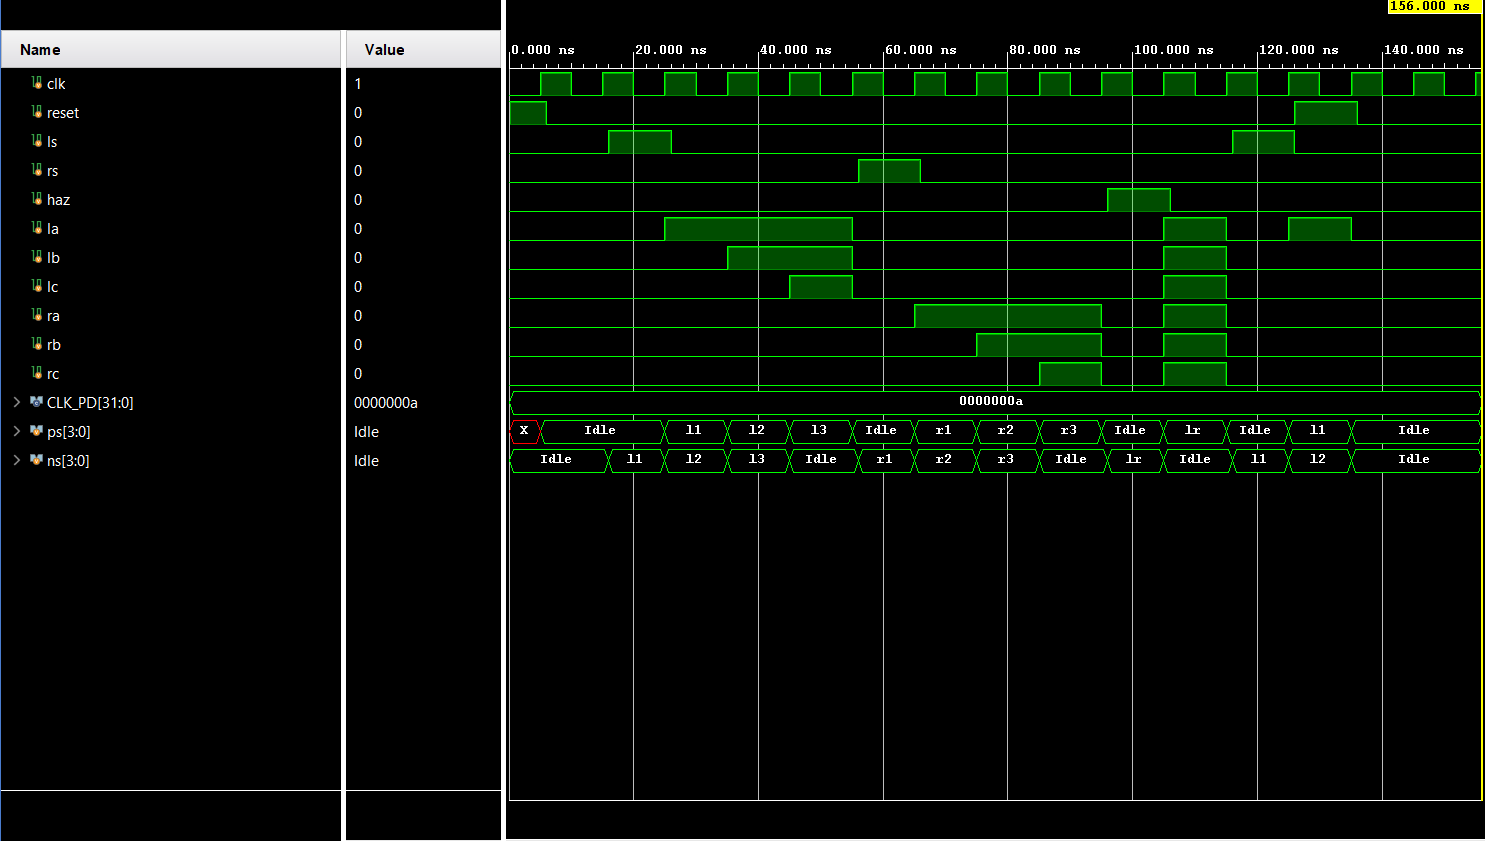 156.000 ns
Name Value
0.000 ns 20.000 ns 40.000 ns 60.000 ns 80.000 ns 100.000 ns 120.000 ns 140.000 ns
clk 1
reset 0
ls 0
rs 0
haz 0
la 0
lb 0
lc 0
ra 0
rb 0
rc 0
CLK_PD[31:0] 0000000a 0000000a
ps[3:0] Idle X Idle l1 l2 l3 Idle r1 r2 r3 Idle lr Idle l1 Idle
ns[3:0] Idle Idle l1 l2 l3 Idle r1 r2 r3 Idle lr Idle l1 l2 Idle